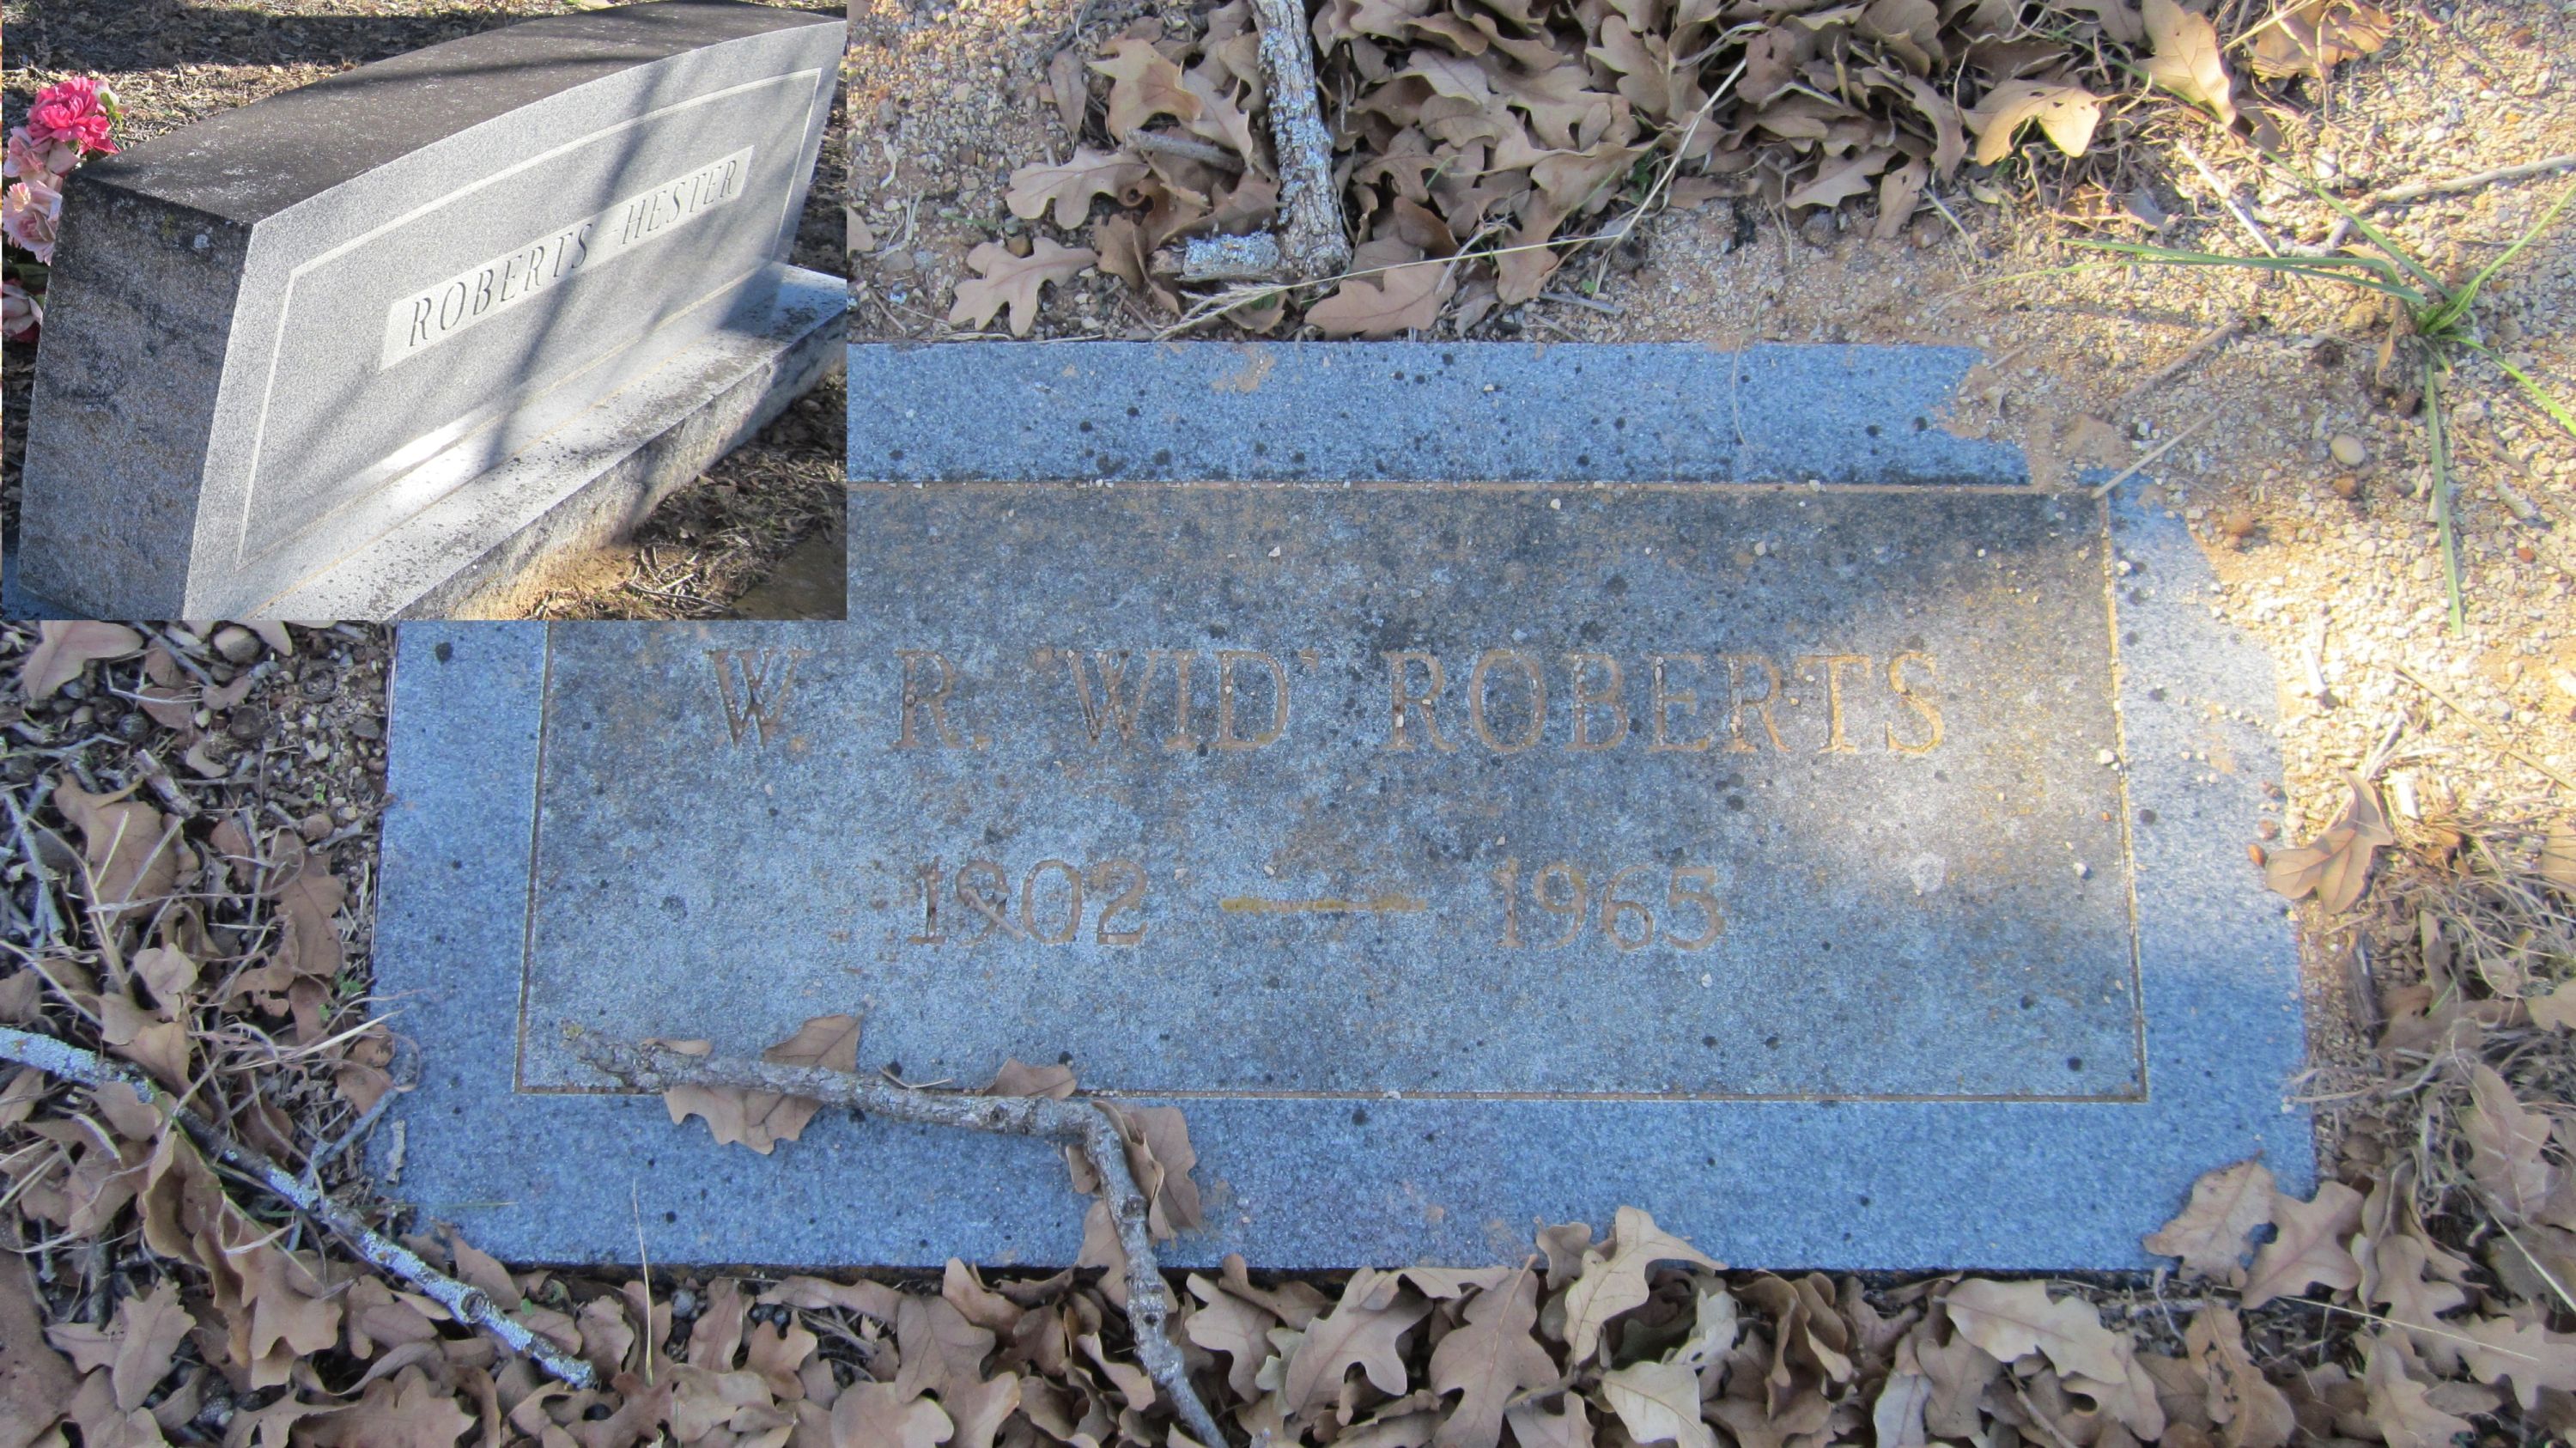 ROBERTS - HESTER
W. R. 'WID' ROBERTS
1902 — 1965